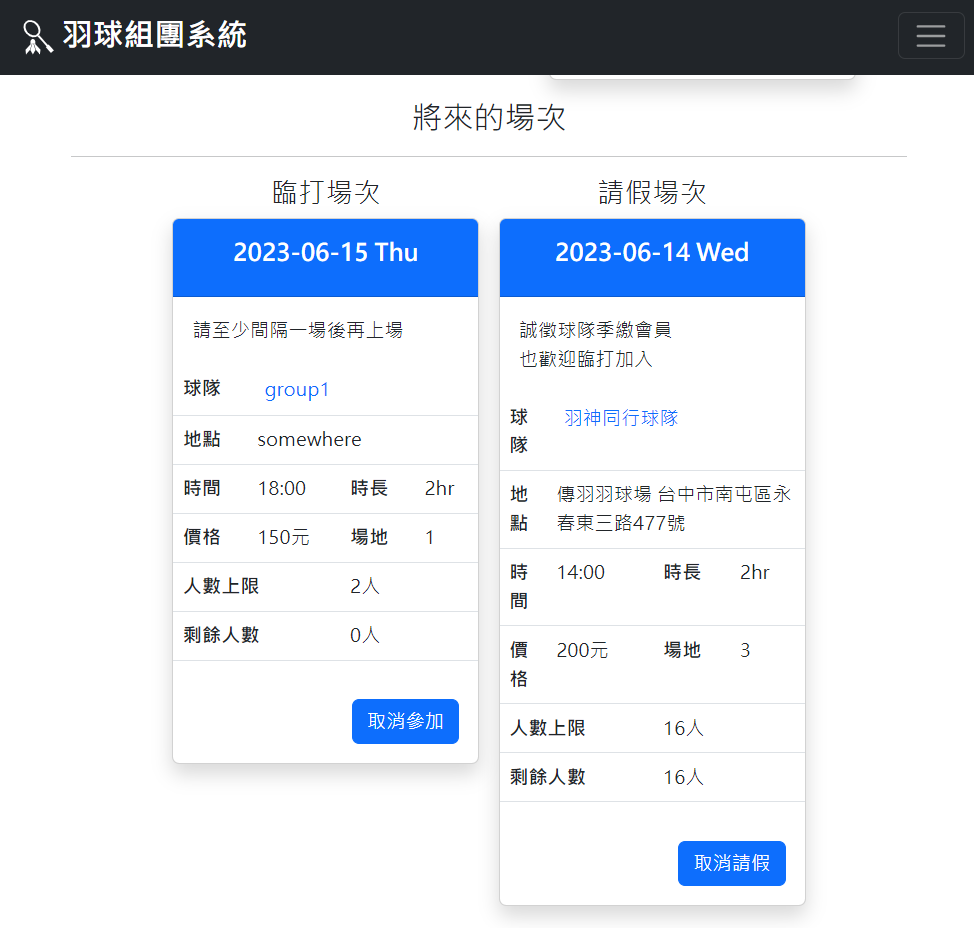 羽球組團系統
將來的場次
臨打場次
2023-06-15 Thu
請至少間隔一場後再上場
球隊 group1
地點 somewhere
時間 18:00 時長 2hr
價格 150元 場地 1
人數上限 2人
剩餘人數 0人
取消參加
請假場次
2023-06-14 Wed
誠徵球隊季繳會員
也歡迎臨打加入
球 羽神同行球隊
隊
地 傳羽羽球場 台中市南屯區永
點 春東三路477號
時 14:00 時長 2hr
間
價 200元 場地 3
格
人數上限 16人
剩餘人數 16人
取消請假